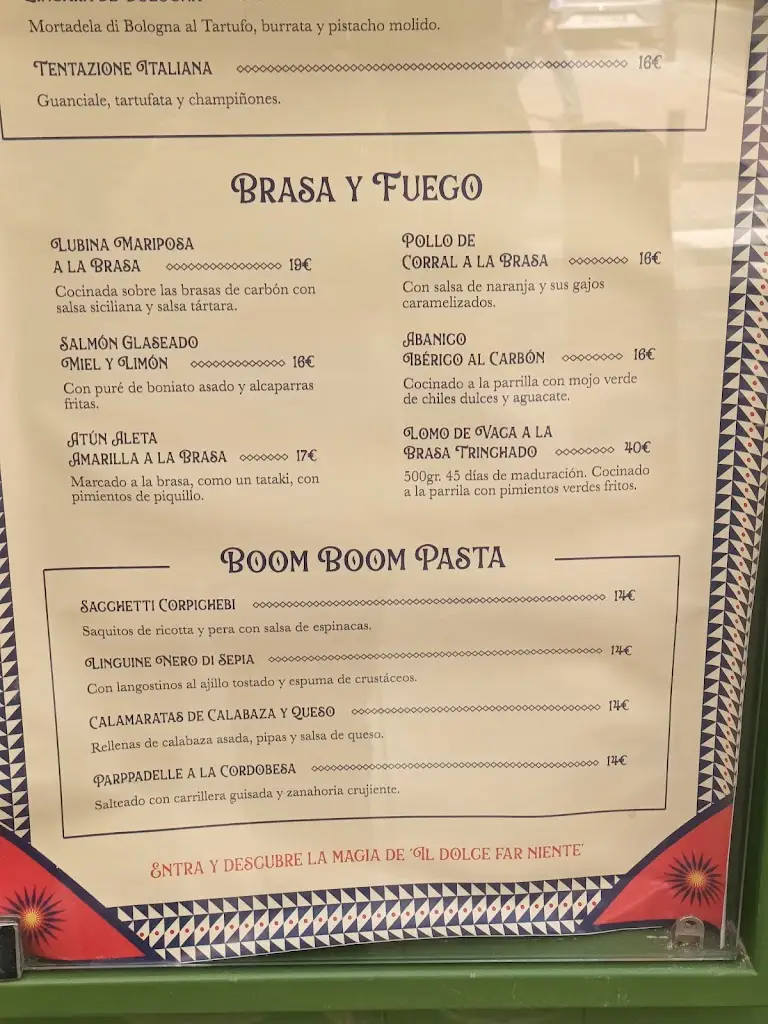 Mortadela di Bologna al Tartufo, burrata y pistacho molido.
Tentazione Italiana 16€
Guanciale, tartufata y champiñones.
Brasa y Fuego
Lubina Mariposa
a la Brasa 19€
Cocinada sobre las brasas de carbón con
salsa siciliana y salsa tártara.
Salmón Glaseado
Miel y Limón 16€
Con puré de boniato asado y alcaparras
fritas.
Atún Aleta
Amarilla a la Brasa 17€
Marcado a la brasa, como un tataki, con
pimientos de piquillo.
Pollo de
Corral a la Brasa 16€
Con salsa de naranja y sus gajos
caramelizados.
Abanico
Ibérico al Carbón 16€
Cocinado a la parrilla con mojo verde
de chiles dulces y aguacate.
Lomo de Vaca a la
Brasa Trinchado 40€
500gr. 45 días de maduración. Cocinado
a la parrila con pimientos verdes fritos.
Boom Boom Pasta
Sacchetti Corpichebi 14€
Saquitos de ricotta y pera con salsa de espinacas.
Linguine Nero di Sepia 14€
Con langostinos al ajillo tostado y espuma de crustáceos.
Calamaratas de Calabaza y Queso 14€
Rellenas de calabaza asada, pipas y salsa de queso.
Parppadelle a la Cordobesa 14€
Salteado con carrillera guisada y zanahoria crujiente.
Entra y descubre la magia de 'Il dolce far niente'